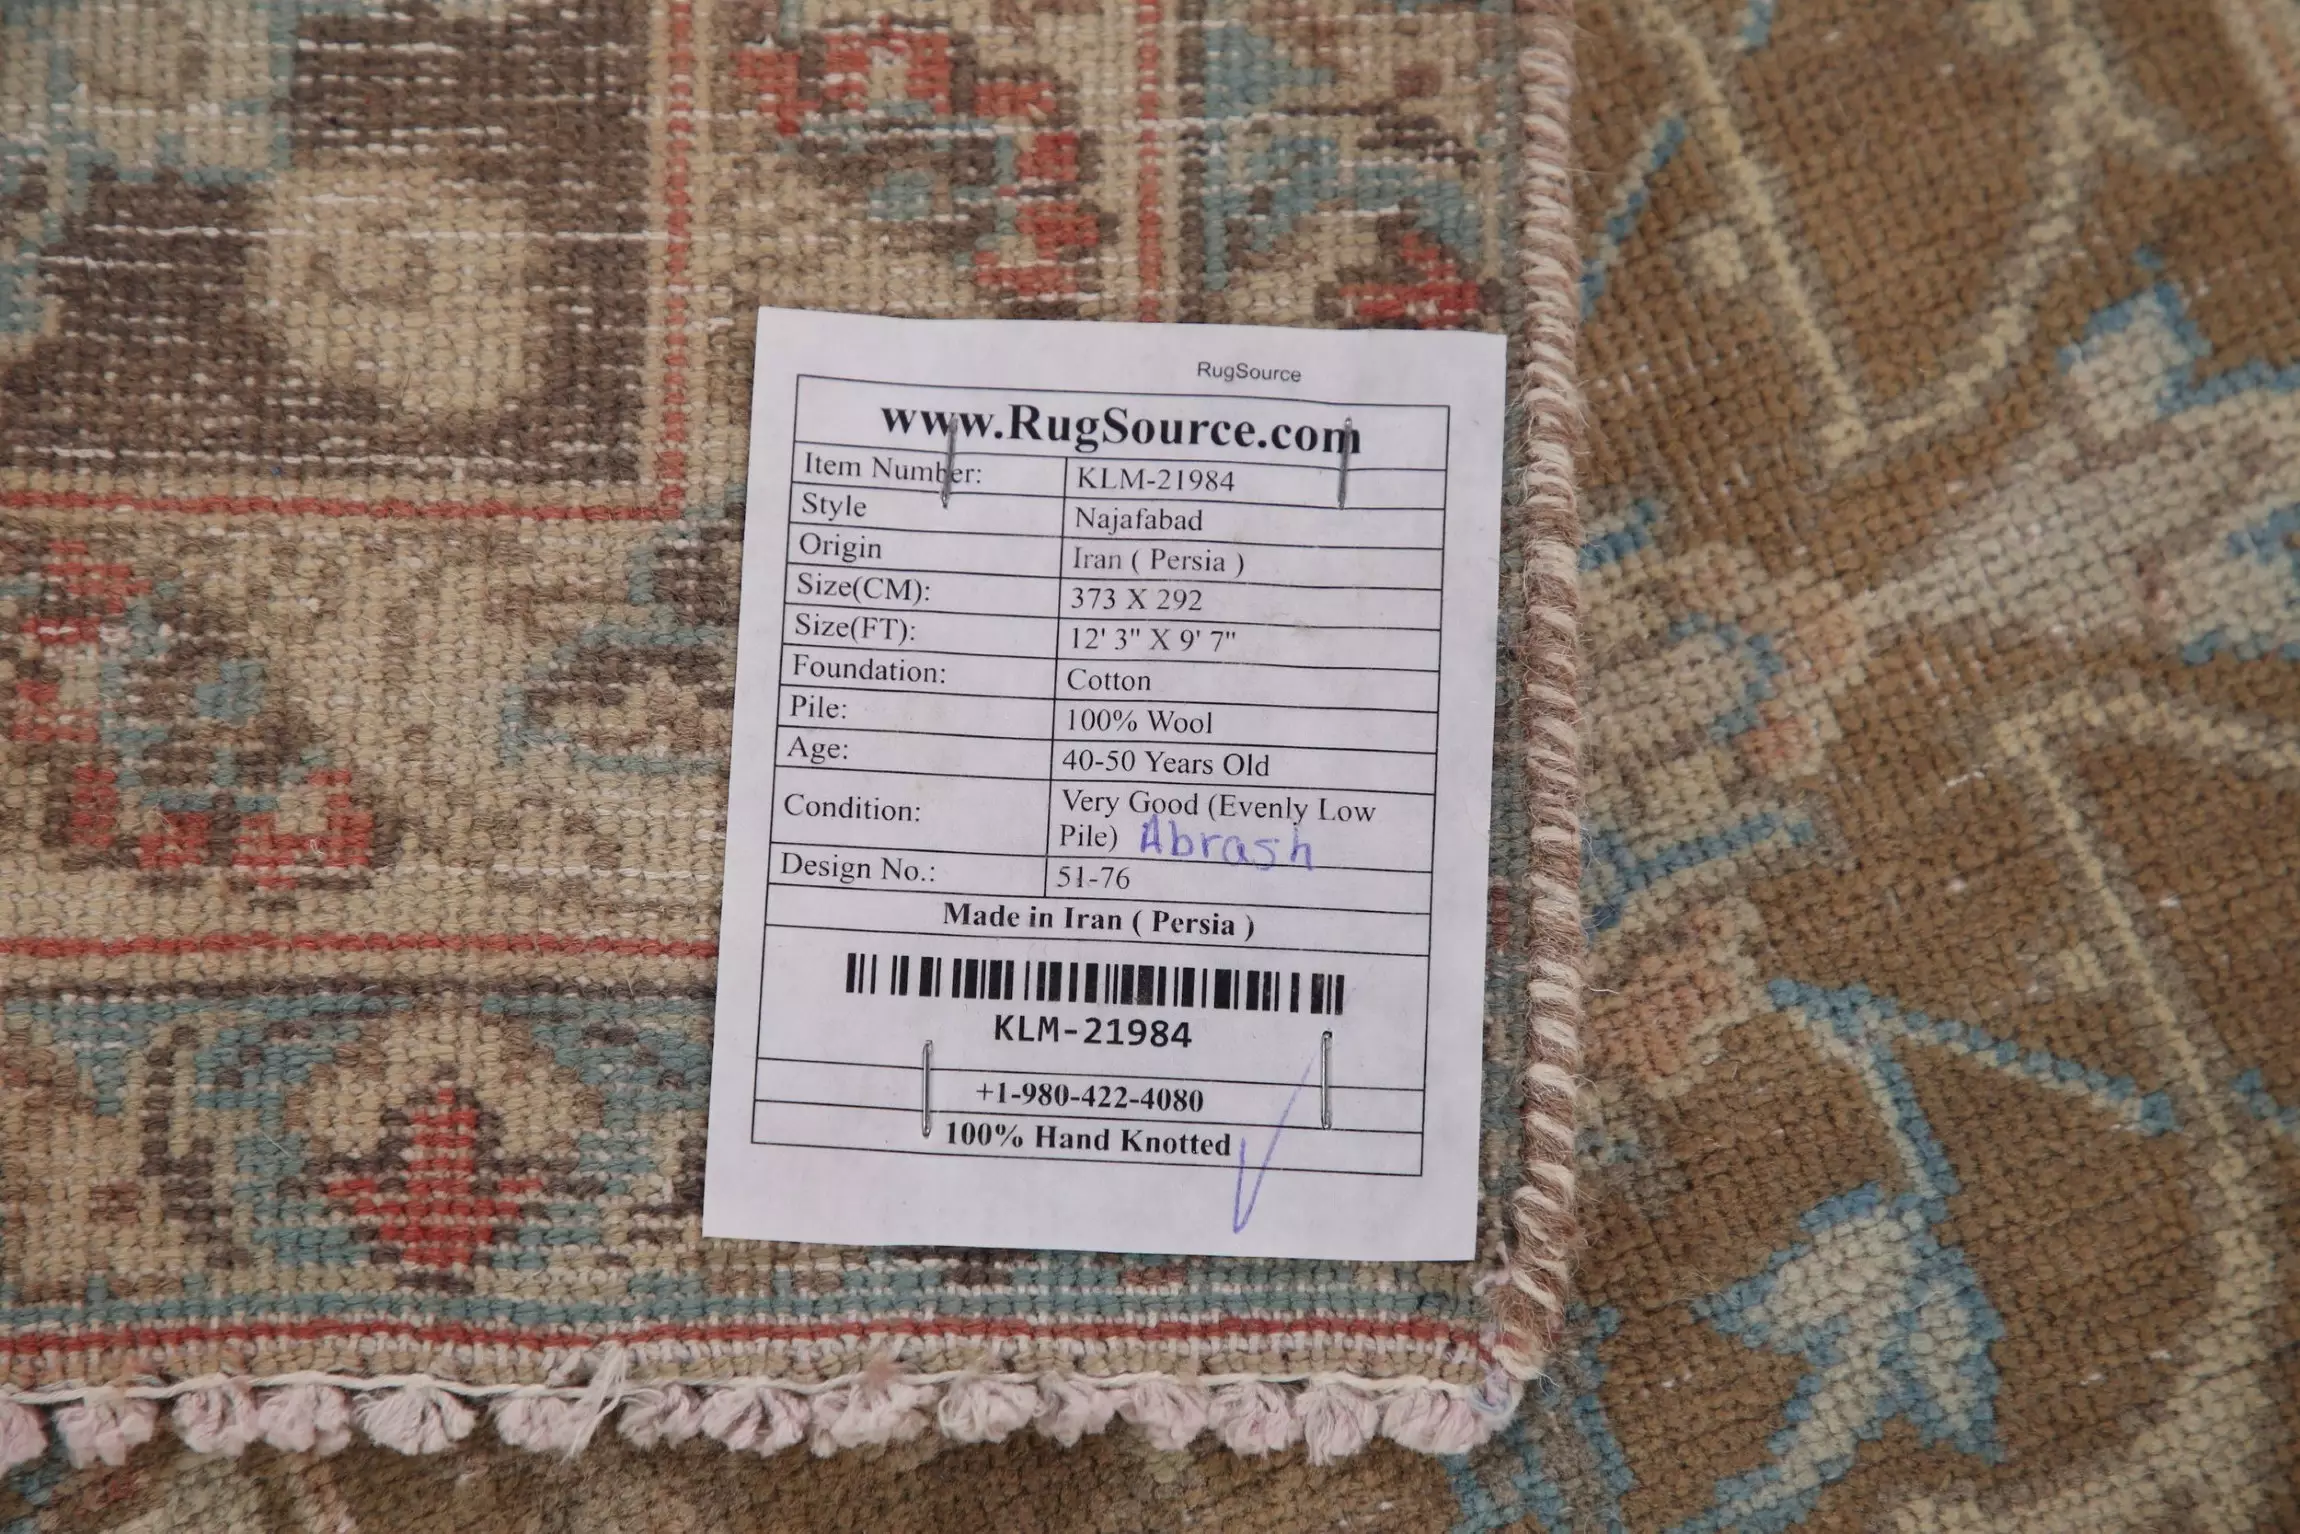 RugSource
www.RugSource.com
Item Number: KLM-21984
Style Najafabad
Origin Iran ( Persia )
Size(CM): 373 X 292
Size(FT): 12' 3" X 9' 7"
Foundation: Cotton
Pile: 100% Wool
Age: 40-50 Years Old
Condition: Very Good (Evenly Low
Pile) Abrash
Design No.: 51-76
Made in Iran ( Persia )
KLM-21984
+1-980-422-4080
100% Hand Knotted